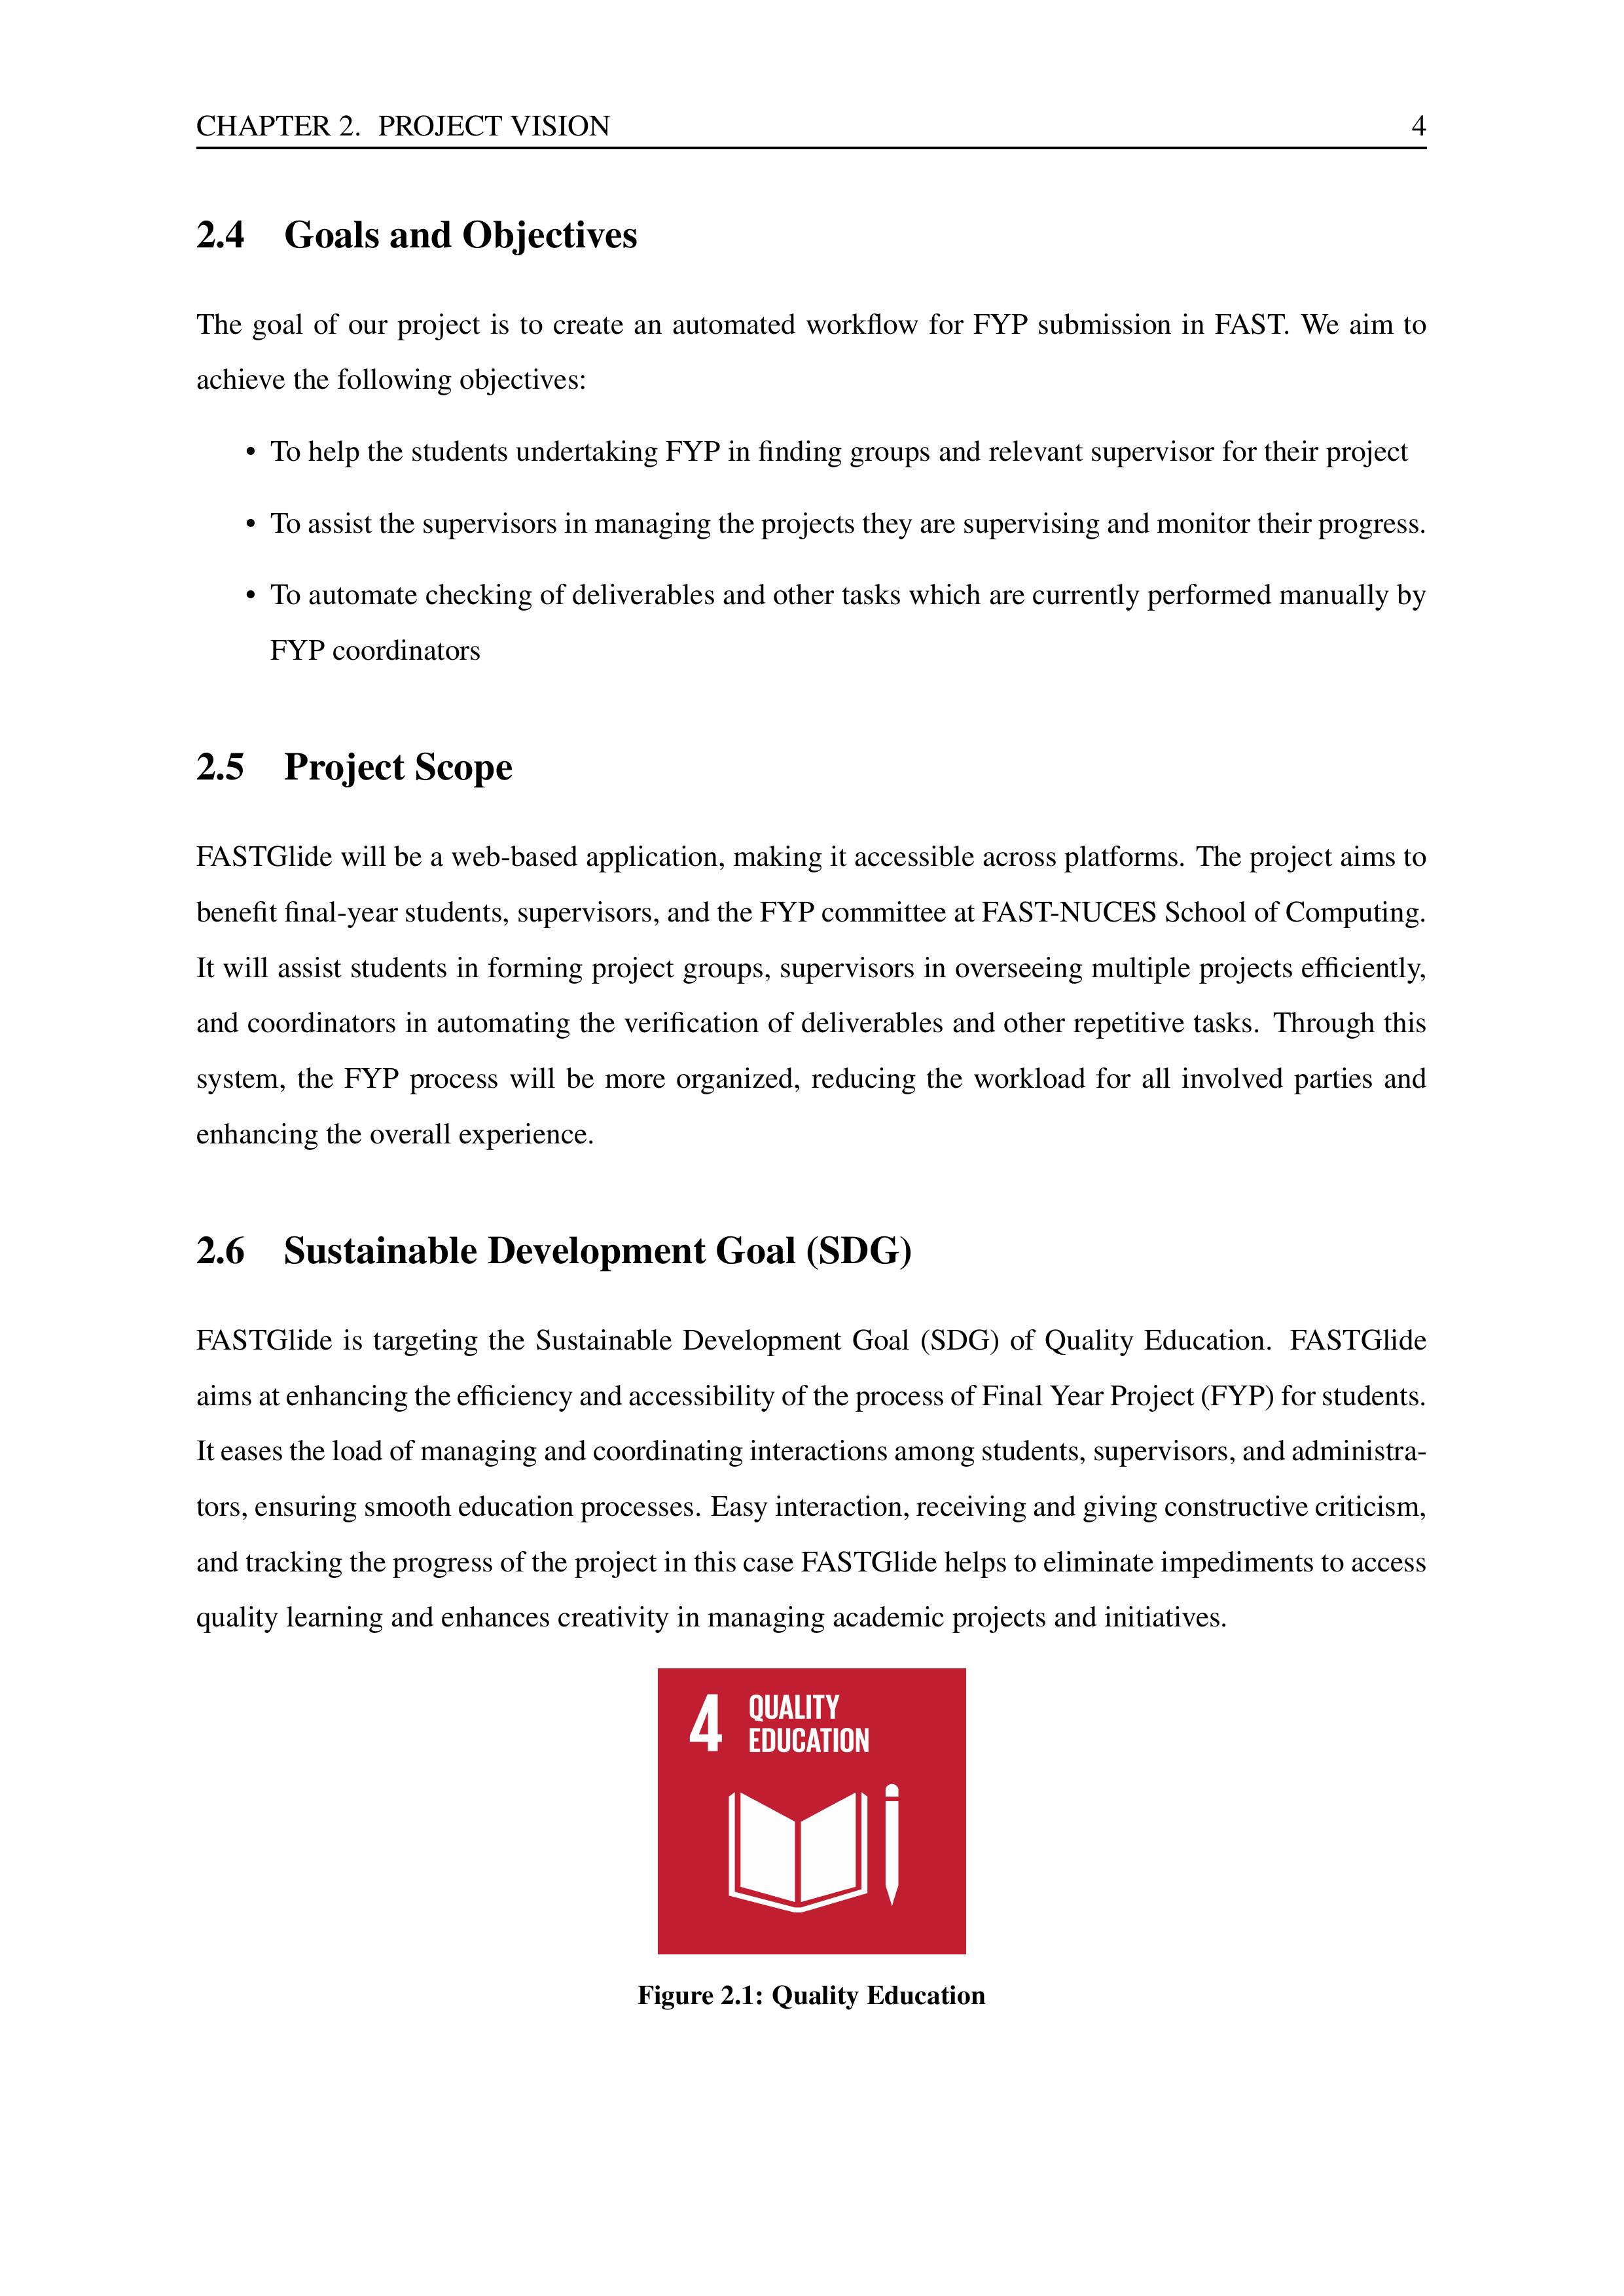 CHAPTER 2. PROJECT VISION 4
2.4 Goals and Objectives
The goal of our project is to create an automated workflow for FYP submission in FAST. We aim to
achieve the following objectives:
• To help the students undertaking FYP in finding groups and relevant supervisor for their project
• To assist the supervisors in managing the projects they are supervising and monitor their progress.
• To automate checking of deliverables and other tasks which are currently performed manually by
FYP coordinators
2.5 Project Scope
FASTGlide will be a web-based application, making it accessible across platforms. The project aims to
benefit final-year students, supervisors, and the FYP committee at FAST-NUCES School of Computing.
It will assist students in forming project groups, supervisors in overseeing multiple projects efficiently,
and coordinators in automating the verification of deliverables and other repetitive tasks. Through this
system, the FYP process will be more organized, reducing the workload for all involved parties and
enhancing the overall experience.
2.6 Sustainable Development Goal (SDG)
FASTGlide is targeting the Sustainable Development Goal (SDG) of Quality Education. FASTGlide
aims at enhancing the efficiency and accessibility of the process of Final Year Project (FYP) for students.
It eases the load of managing and coordinating interactions among students, supervisors, and administra-
tors, ensuring smooth education processes. Easy interaction, receiving and giving constructive criticism,
and tracking the progress of the project in this case FASTGlide helps to eliminate impediments to access
quality learning and enhances creativity in managing academic projects and initiatives.
4 QUALITY
EDUCATION
Figure 2.1: Quality Education